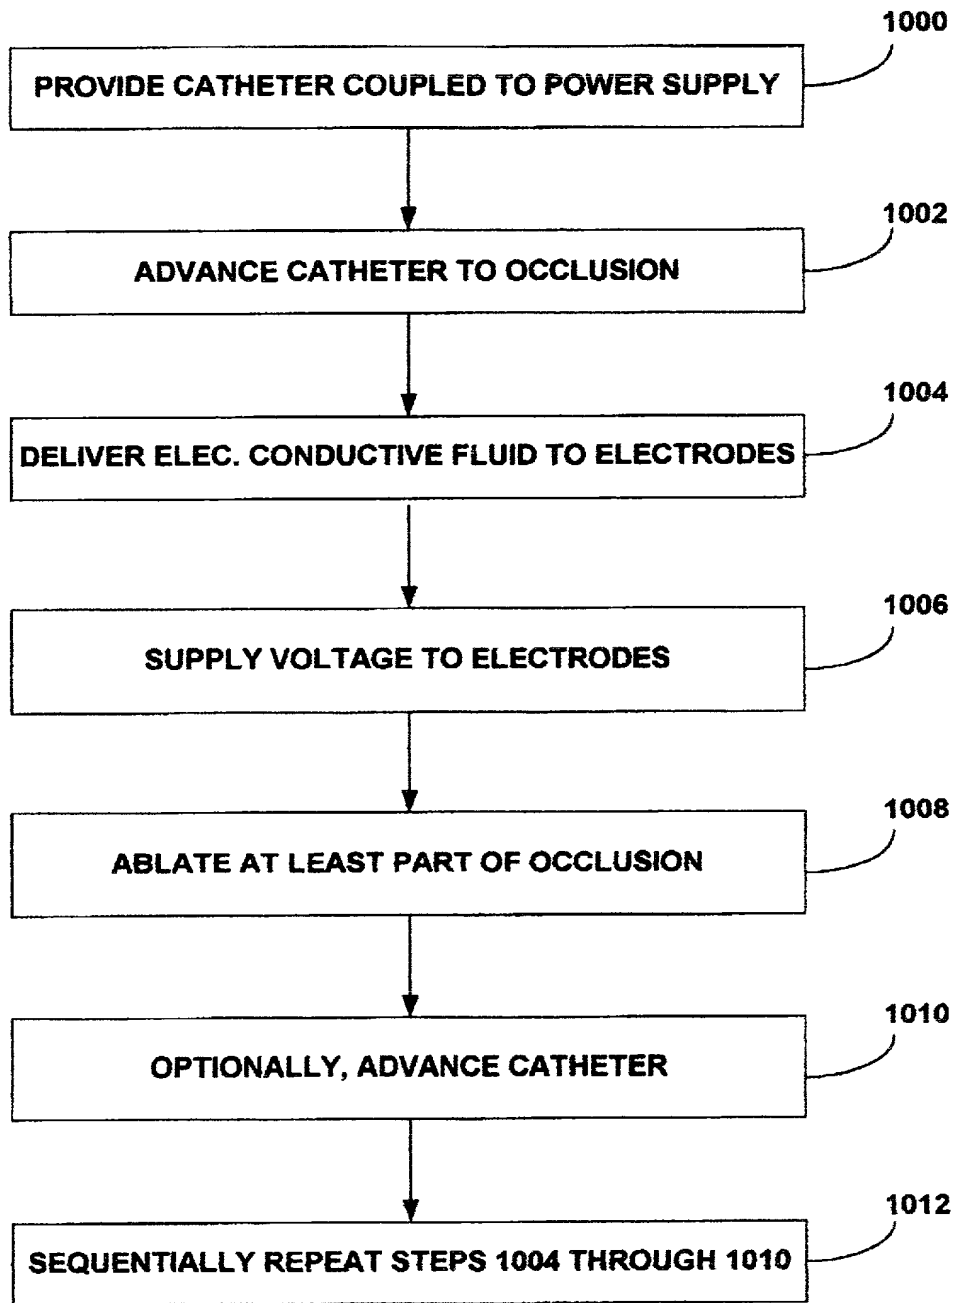 1000
PROVIDE CATHETER COUPLED TO POWER SUPPLY
1002
ADVANCE CATHETER TO OCCLUSION
1004
DELIVER ELEC. CONDUCTIVE FLUID TO ELECTRODES
1006
SUPPLY VOLTAGE TO ELECTRODES
1008
ABLATE AT LEAST PART OF OCCLUSION
1010
OPTIONALLY, ADVANCE CATHETER
1012
SEQUENTIALLY REPEAT STEPS 1004 THROUGH 1010